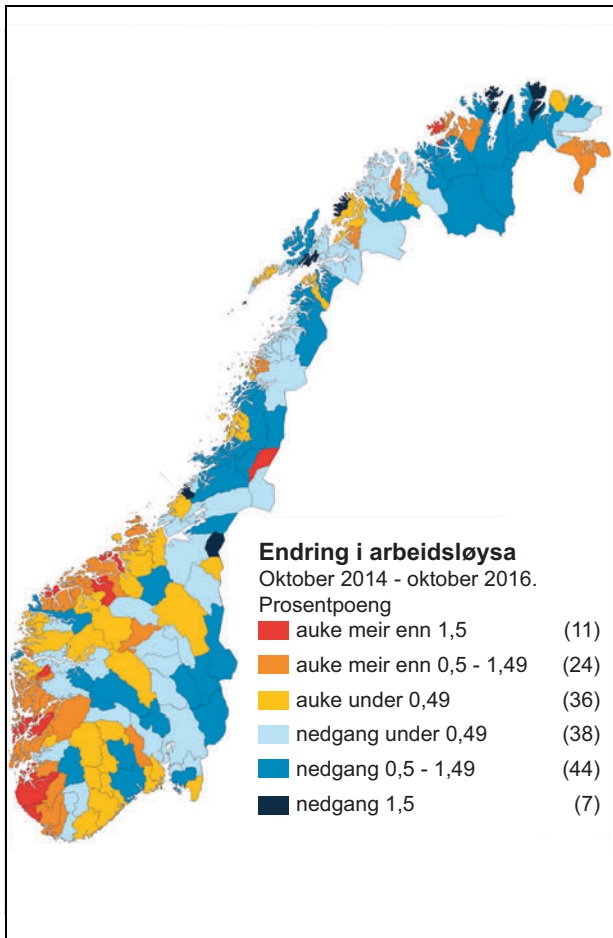 Endring i arbeidsløysa
Oktober 2014 - oktober 2016.
Prosentpoeng
auke meir enn 1,5 (11)
auke meir enn 0,5 - 1,49 (24)
auke under 0,49 (36)
nedgang under 0,49 (38)
nedgang 0,5 - 1,49 (44)
nedgang 1,5 (7)